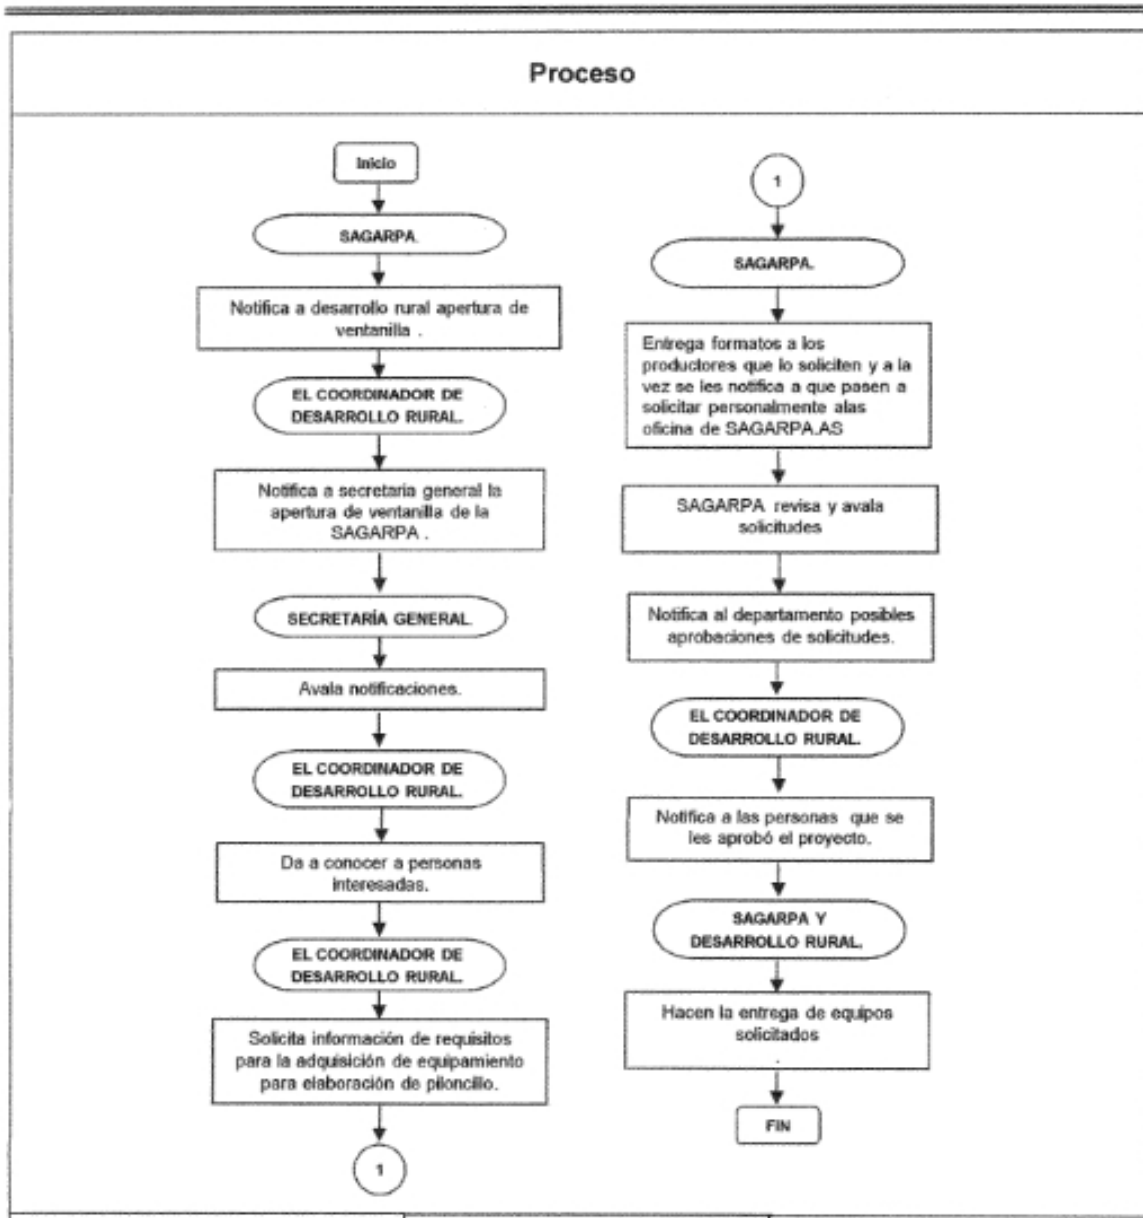 Proceso
Inicio
SAGARPA.
Notifica a desarrollo rural apertura de
ventanilla .
EL COORDINADOR DE
DESARROLLO RURAL.
Notifica a secretaria general la
apertura de ventanilla de la
SAGARPA .
SECRETARÍA GENERAL.
Avala notificaciones.
EL COORDINADOR DE
DESARROLLO RURAL.
Da a conocer a personas
interesadas.
EL COORDINADOR DE
DESARROLLO RURAL.
Solicita información de requisitos
para la adquisición de equipamiento
para elaboración de piloncillo.
1
1
SAGARPA.
Entrega formatos a los
productores que lo soliciten y a la
vez se les notifica a que pasen a
solicitar personalmente alas
oficina de SAGARPA.AS
SAGARPA revisa y avala
solicitudes
Notifica al departamento posibles
aprobaciones de solicitudes.
EL COORDINADOR DE
DESARROLLO RURAL.
Notifica a las personas que se
les aprobó el proyecto.
SAGARPA Y
DESARROLLO RURAL.
Hacen la entrega de equipos
solicitados
FIN